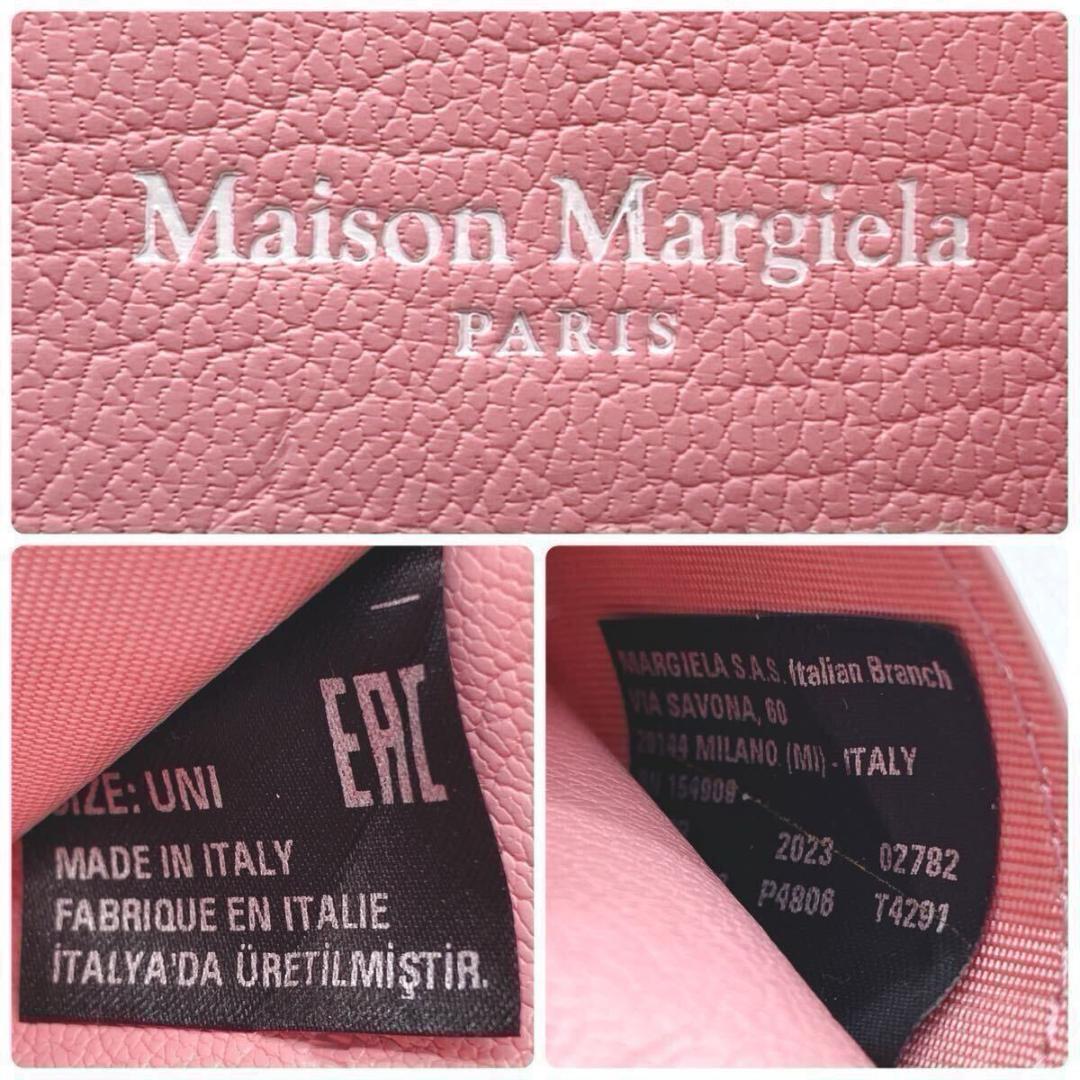 Maison Margiela
PARIS
EAC
SIZE: UNI
MADE IN ITALY
FABRIQUE EN ITALIE
İTALYA'DA ÜRETİLMİŞTİR.
MARGIELA S.A.S. Italian Branch
VIA SAVONA, 60
20144 MILANO (MI) - ITALY
154909
2023 02782
P4806 T4291